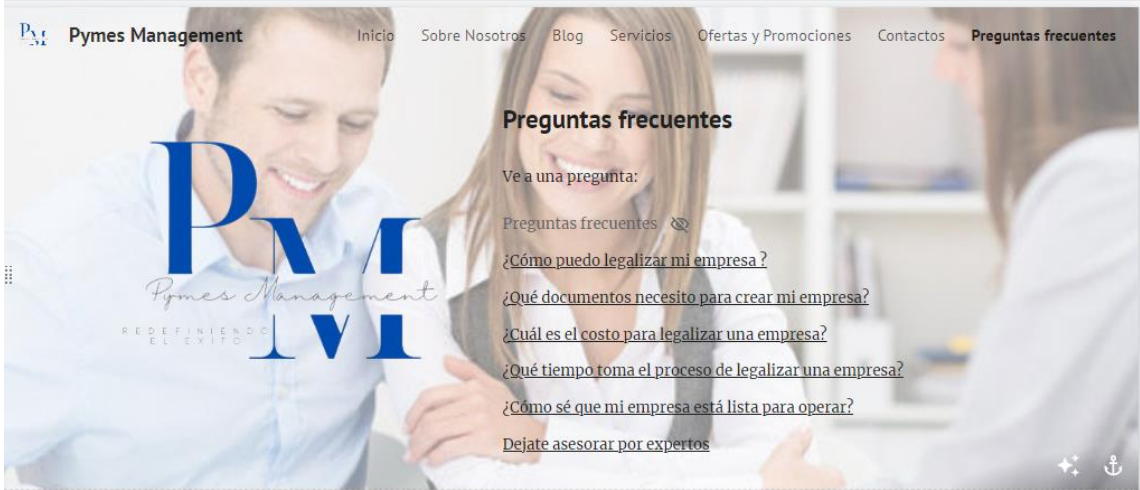 PM
Pymes Management
Inicio Sobre Nosotros Blog Servicios Ofertas y Promociones Contactos Preguntas frecuentes
Preguntas frecuentes
Ve a una pregunta:
Preguntas frecuentes
¿Cómo puedo legalizar mi empresa ?
¿Qué documentos necesito para crear mi empresa?
¿Cuál es el costo para legalizar una empresa?
¿Qué tiempo toma el proceso de legalizar una empresa?
¿Cómo sé que mi empresa está lista para operar?
Dejate asesorar por expertos
PM
Pymes Management
REDEFINIENDO
EL EXITO